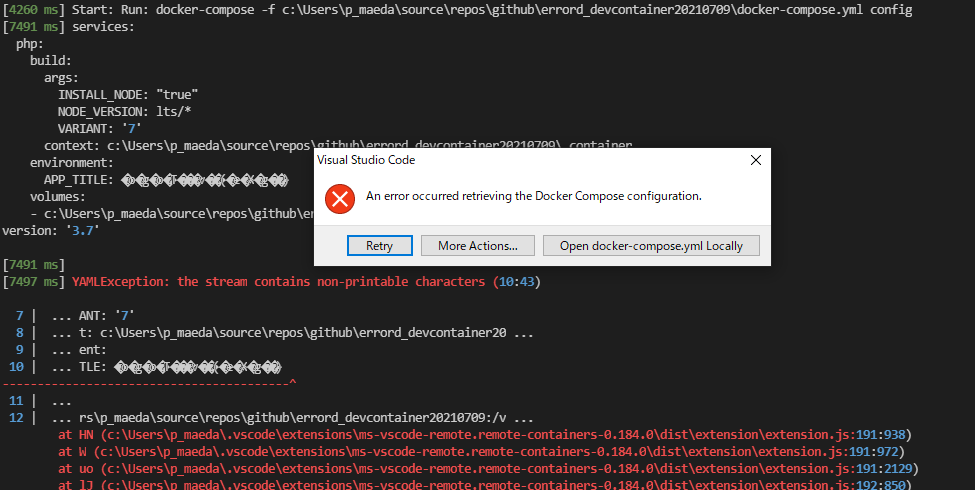 [4260 ms] Start: Run: docker-compose -f c:\Users\p_maeda\source\repos\github\errord_devcontainer20210709\docker-compose.yml config
[7491 ms] services:
php:
build:
args:
INSTALL_NODE: "true"
NODE_VERSION: lts/*
VARIANT: '7'
context: c:\Users\p_maeda\source\repos\github\errord_devcontainer20210709\ container
environment:
APP_TITLE:
volumes:
- c:\Users\p_maeda\source\repos\github\er
version: '3.7'
Visual Studio Code
An error occurred retrieving the Docker Compose configuration.
Retry
More Actions...
Open docker-compose.yml Locally
[7491 ms]
[7497 ms] YAMLException: the stream contains non-printable characters (10:43)
7 | ... ANT: '7'
8 | ... t: c:\Users\p_maeda\source\repos\github\errord_devcontainer20 ...
9 | ... ent:
10 | ... TLE:
-----------------------------------------^
11 | ...
12 | ... rs\p_maeda\source\repos\github\errord_devcontainer20210709:/v ...
at HN (c:\Users\p_maeda\.vscode\extensions\ms-vscode-remote.remote-containers-0.184.0\dist\extension\extension.js:191:938)
at W (c:\Users\p_maeda\.vscode\extensions\ms-vscode-remote.remote-containers-0.184.0\dist\extension\extension.js:191:972)
at uo (c:\Users\p_maeda\.vscode\extensions\ms-vscode-remote.remote-containers-0.184.0\dist\extension\extension.js:191:2129)
at lJ (c:\Users\p_maeda\.vscode\extensions\ms-vscode-remote.remote-containers-0.184.0\dist\extension\extension.js:192:850)